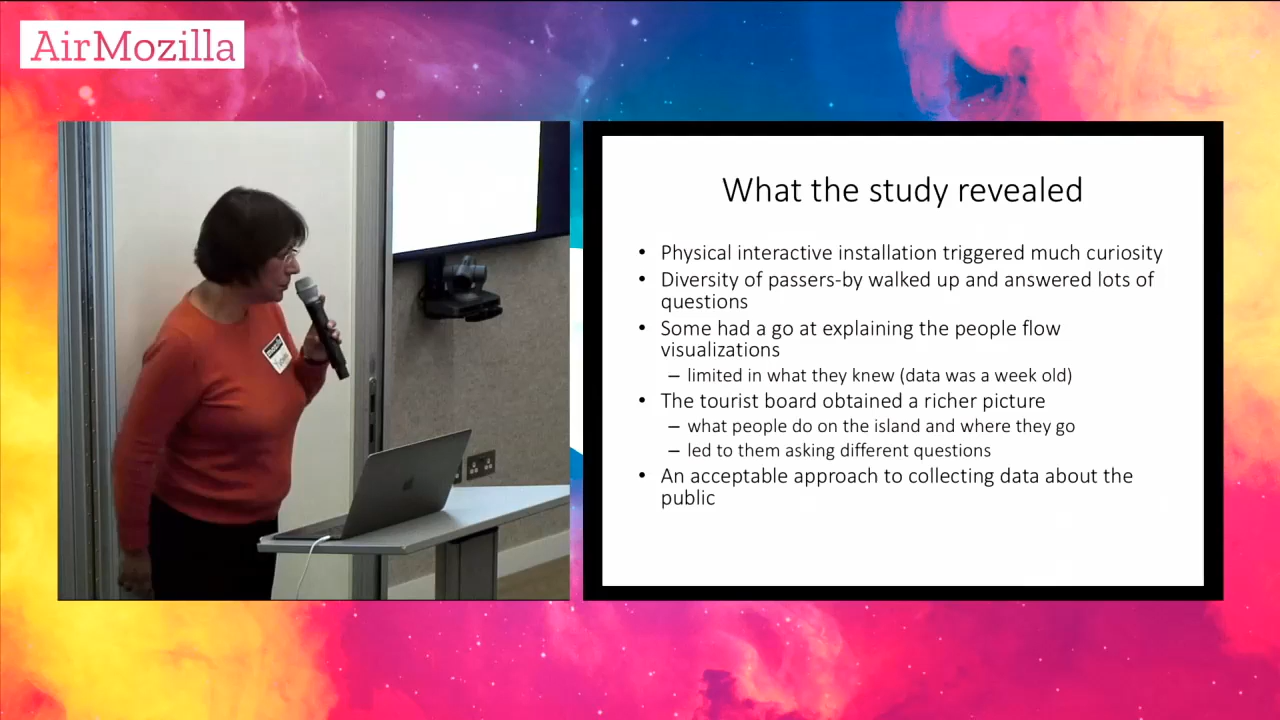 AirMozilla
What the study revealed
• Physical interactive installation triggered much curiosity
• Diversity of passers-by walked up and answered lots of
questions
• Some had a go at explaining the people flow
visualizations
– limited in what they knew (data was a week old)
• The tourist board obtained a richer picture
– what people do on the island and where they go
– led to them asking different questions
• An acceptable approach to collecting data about the
public